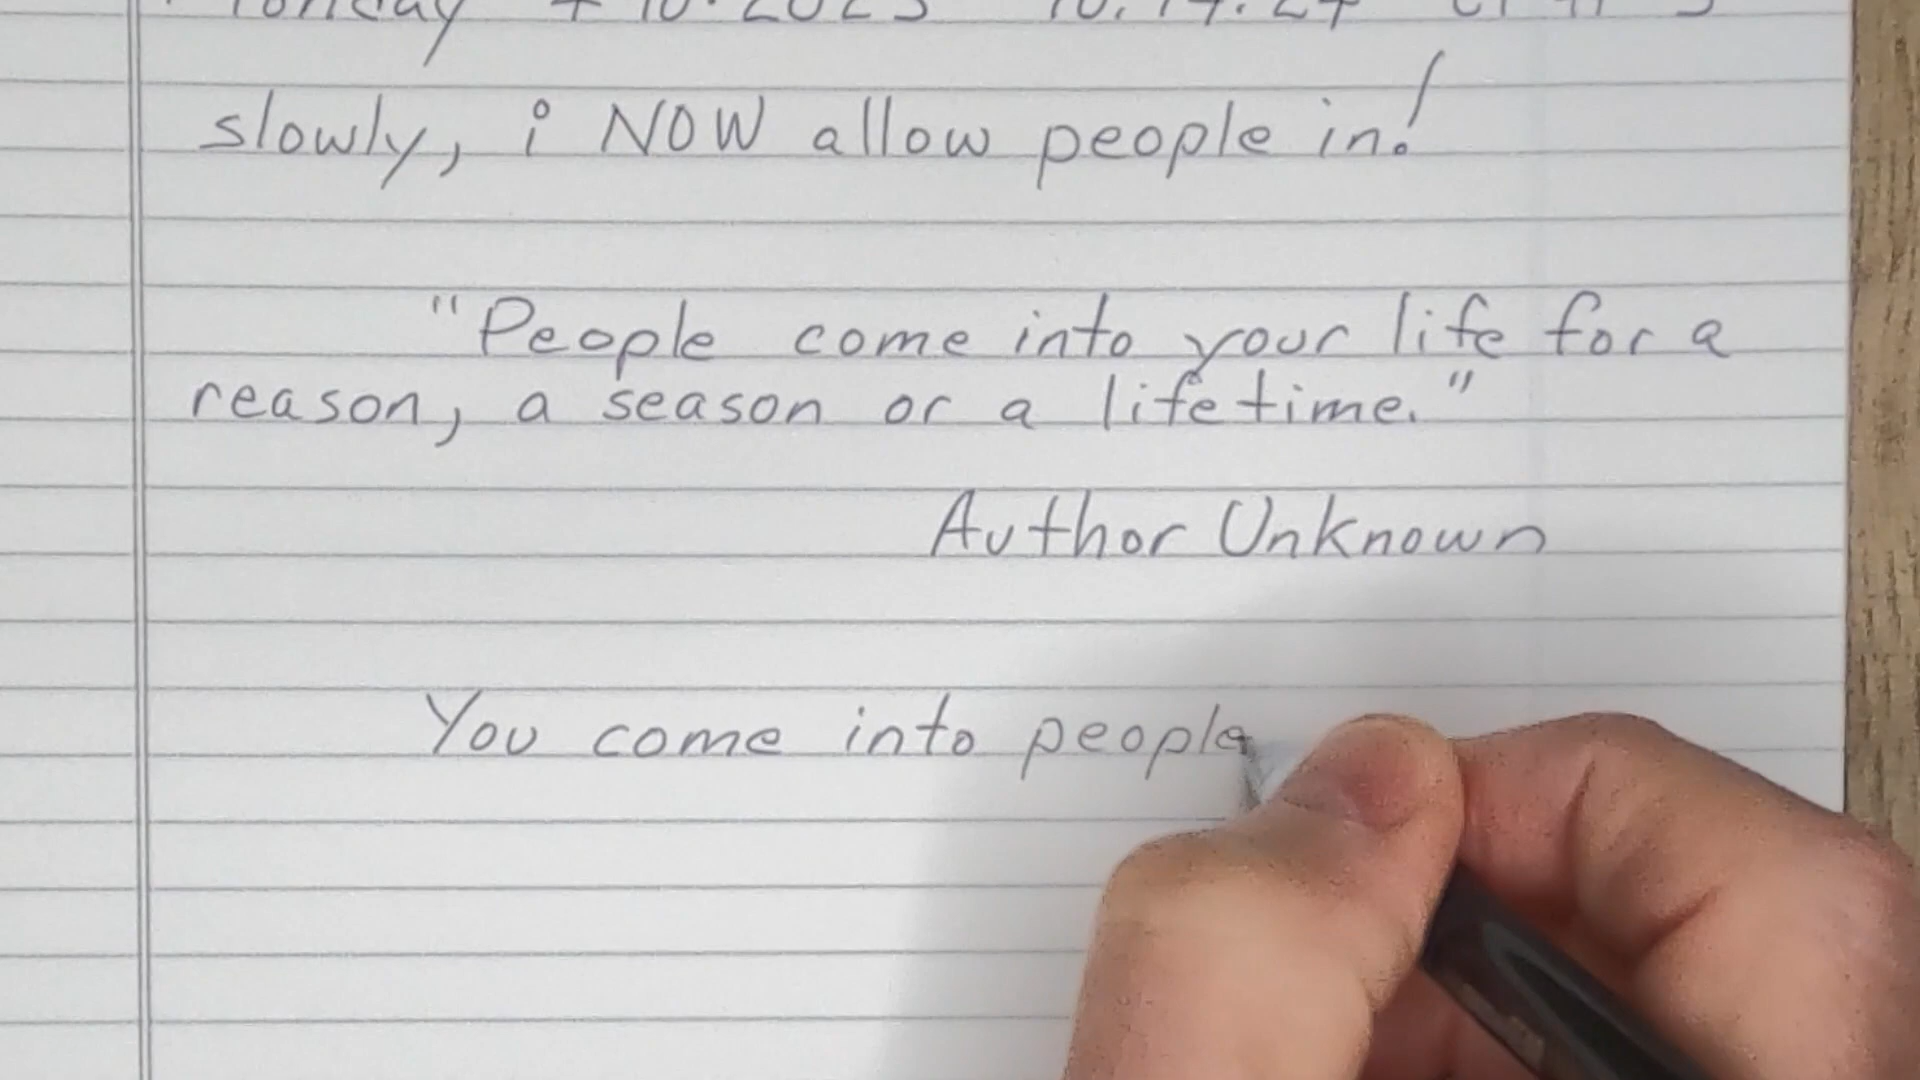 slowly, i NOW allow people in!
"People come into your life for a
reason, a season or a lifetime."
Author Unknown
You come into people